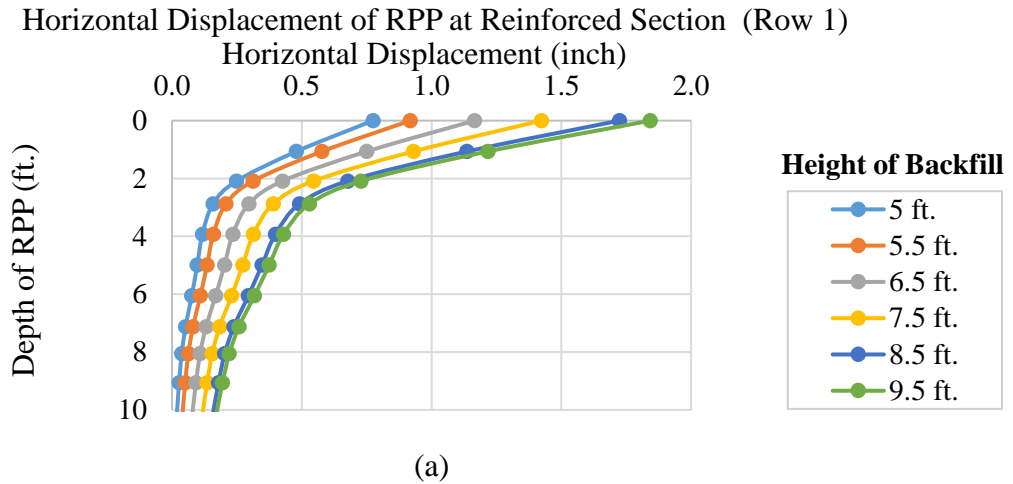 Horizontal Displacement of RPP at Reinforced Section (Row 1)
Horizontal Displacement (inch)
0.0 0.5 1.0 1.5 2.0
0
2
4
6
8
10
Depth of RPP (ft.)
Height of Backfill
5 ft.
5.5 ft.
6.5 ft.
7.5 ft.
8.5 ft.
9.5 ft.
(a)